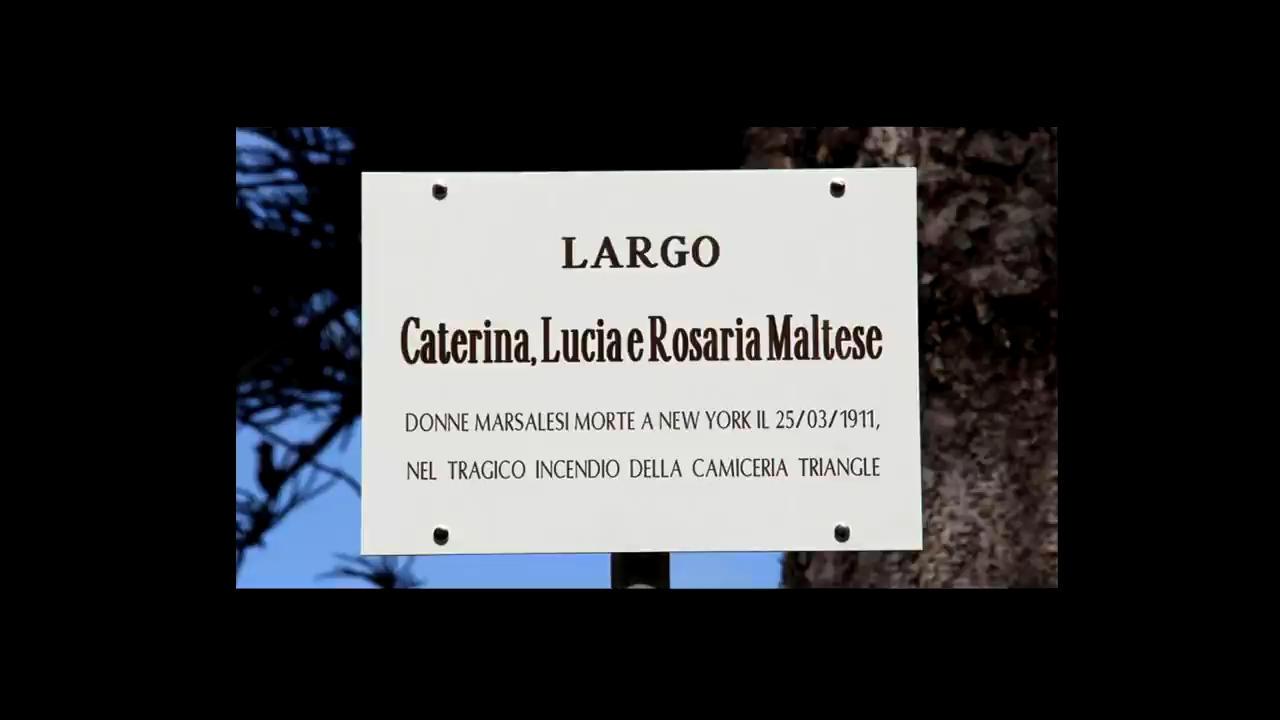 LARGO
Caterina, Lucia e Rosaria Maltese
DONNE MARSALESI MORTE A NEW YORK IL 25/03/1911,
NEL TRAGICO INCENDIO DELLA CAMICERIA TRIANGLE